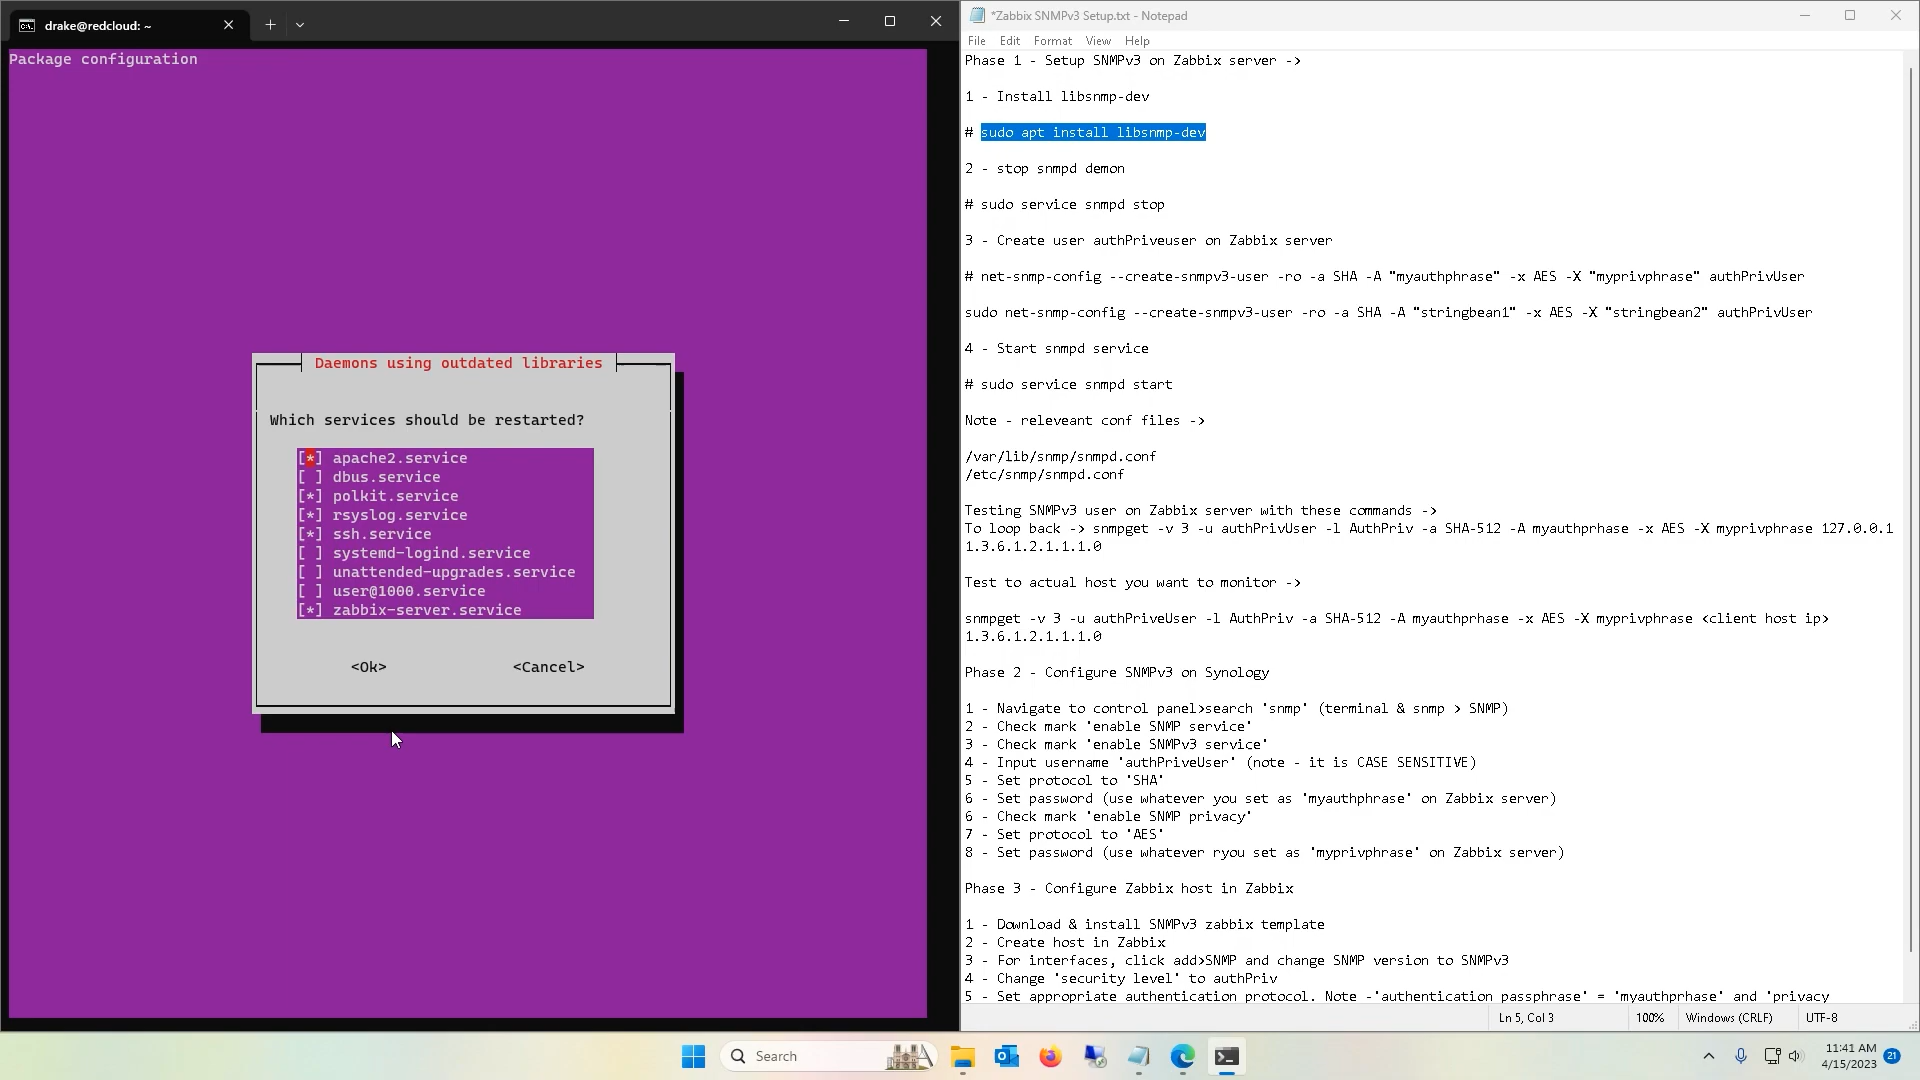 drake@redcloud: ~
Package configuration
Daemons using outdated libraries
Which services should be restarted?
[*] apache2.service
[ ] dbus.service
[*] polkit.service
[*] rsyslog.service
[*] ssh.service
[ ] systemd-logind.service
[ ] unattended-upgrades.service
[ ] user@1000.service
[*] zabbix-server.service
<Ok> <Cancel>
*Zabbix SNMPv3 Setup.txt - Notepad
File Edit Format View Help
Phase 1 - Setup SNMPv3 on Zabbix server ->
1 - Install libsnmp-dev
# sudo apt install libsnmp-dev
2 - stop snmpd demon
# sudo service snmpd stop
3 - Create user authPriveuser on Zabbix server
# net-snmp-config --create-snmpv3-user -ro -a SHA -A "myauthphrase" -x AES -X "myprivphrase" authPrivUser
sudo net-snmp-config --create-snmpv3-user -ro -a SHA -A "stringbean1" -x AES -X "stringbean2" authPrivUser
4 - Start snmpd service
# sudo service snmpd start
Note - releveant conf files ->
/var/lib/snmp/snmpd.conf
/etc/snmp/snmpd.conf
Testing SNMPv3 user on Zabbix server with these commands ->
To loop back -> snmpget -v 3 -u authPrivUser -l AuthPriv -a SHA-512 -A myauthprhase -x AES -X myprivphrase 127.0.0.1
1.3.6.1.2.1.1.1.0
Test to actual host you want to monitor ->
snmpget -v 3 -u authPriveUser -l AuthPriv -a SHA-512 -A myauthprhase -x AES -X myprivphrase <client host ip>
1.3.6.1.2.1.1.1.0
Phase 2 - Configure SNMPv3 on Synology
1 - Navigate to control panel>search 'snmp' (terminal & snmp > SNMP)
2 - Check mark 'enable SNMP service'
3 - Check mark 'enable SNMPv3 service'
4 - Input username 'authPriveUser' (note - it is CASE SENSITIVE)
5 - Set protocol to 'SHA'
6 - Set password (use whatever you set as 'myauthphrase' on Zabbix server)
6 - Check mark 'enable SNMP privacy'
7 - Set protocol to 'AES'
8 - Set password (use whatever ryou set as 'myprivphrase' on Zabbix server)
Phase 3 - Configure Zabbix host in Zabbix
1 - Download & install SNMPv3 zabbix template
2 - Create host in Zabbix
3 - For interfaces, click add>SNMP and change SNMP version to SNMPv3
4 - Change 'security level' to authPriv
5 - Set appropriate authentication protocol. Note -'authentication passphrase' = 'myauthprhase' and 'privacy
Ln 5, Col 3 100% Windows (CRLF) UTF-8
Search
11:41 AM
4/15/2023
21